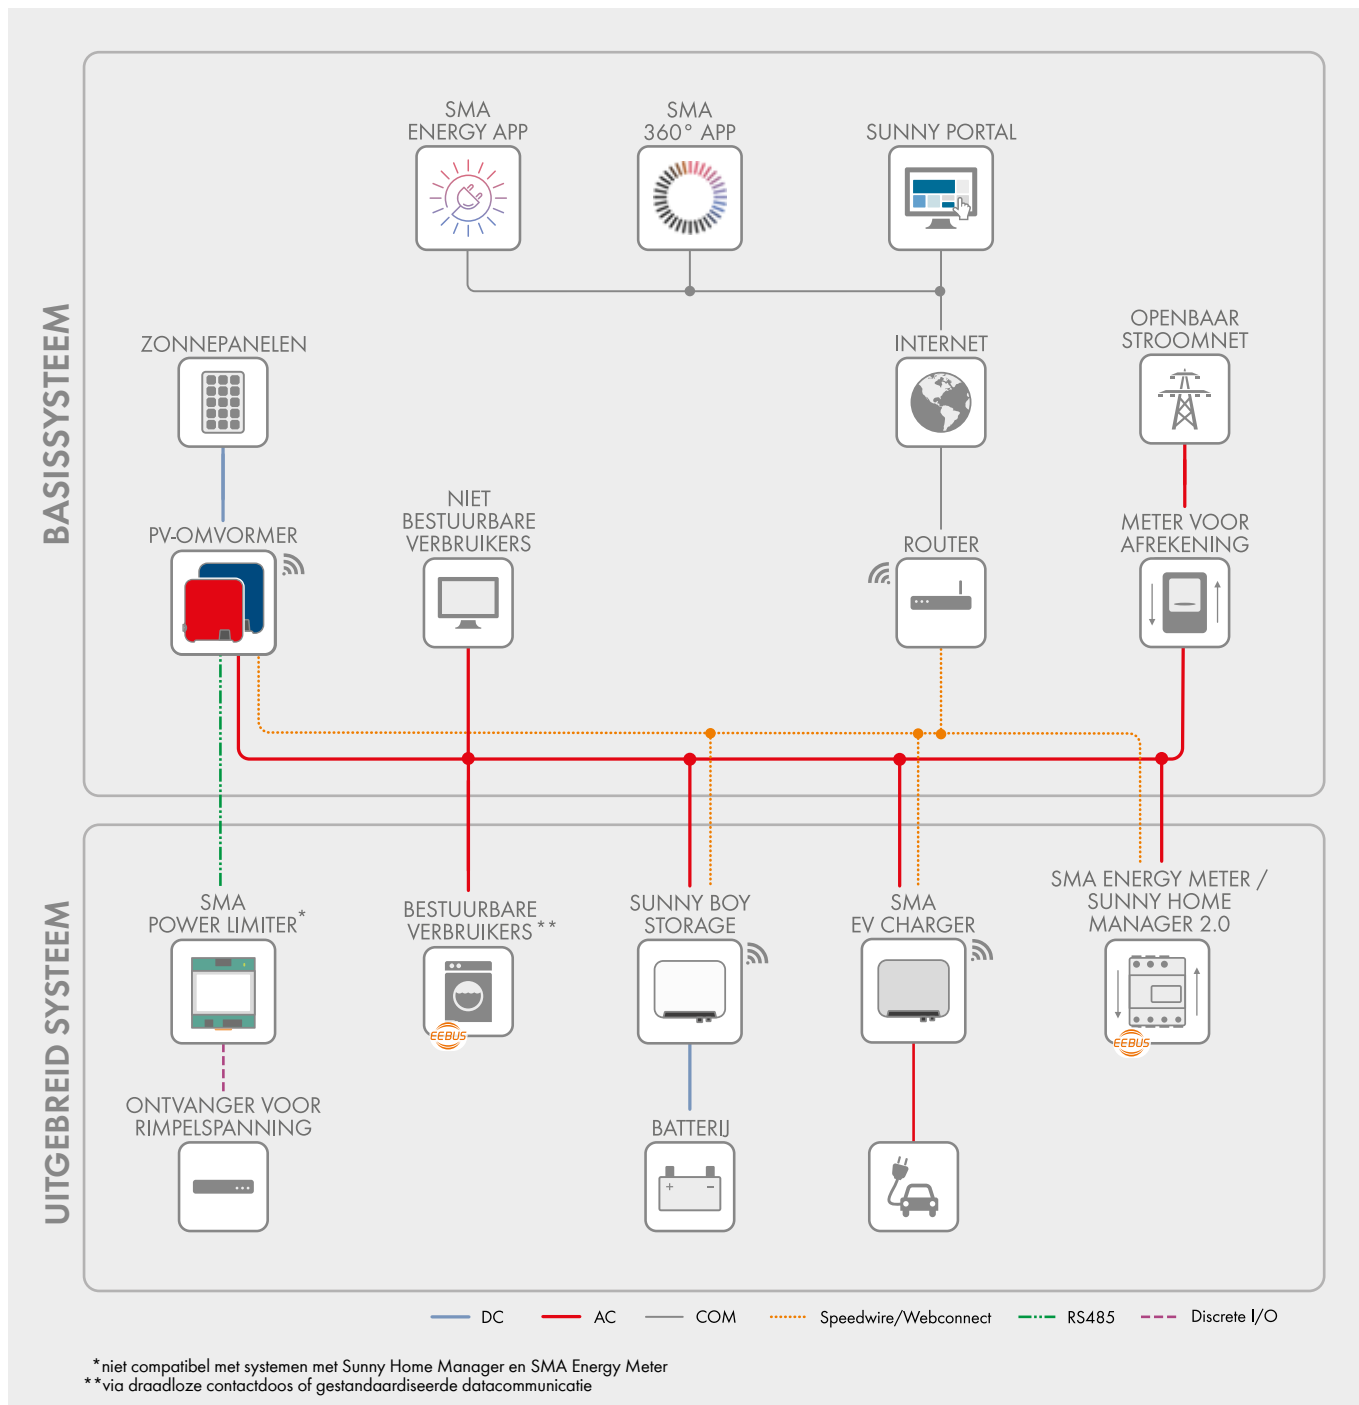 BASISSYSTEEM
SMA
ENERGY APP
SMA
360° APP
SUNNY PORTAL
ZONNEPANELEN
INTERNET
OPENBAAR
STROOMNET
PV-OMVORMER
NIET
BESTUURBARE
VERBRUIKERS
ROUTER
METER VOOR
AFREKENING
UITGEBREID SYSTEEM
SMA
POWER LIMITER*
BESTUURBARE
VERBRUIKERS**
EEBUS
SUNNY BOY
STORAGE
SMA
EV CHARGER
SMA ENERGY METER /
SUNNY HOME
MANAGER 2.0
EEBUS
ONTVANGER VOOR
RIMPELSPANNING
BATTERIJ
+ −
DC
AC
COM
Speedwire/Webconnect
RS485
Discrete I/O
*niet compatibel met systemen met Sunny Home Manager en SMA Energy Meter
**via draadloze contactdoos of gestandaardiseerde datacommunicatie